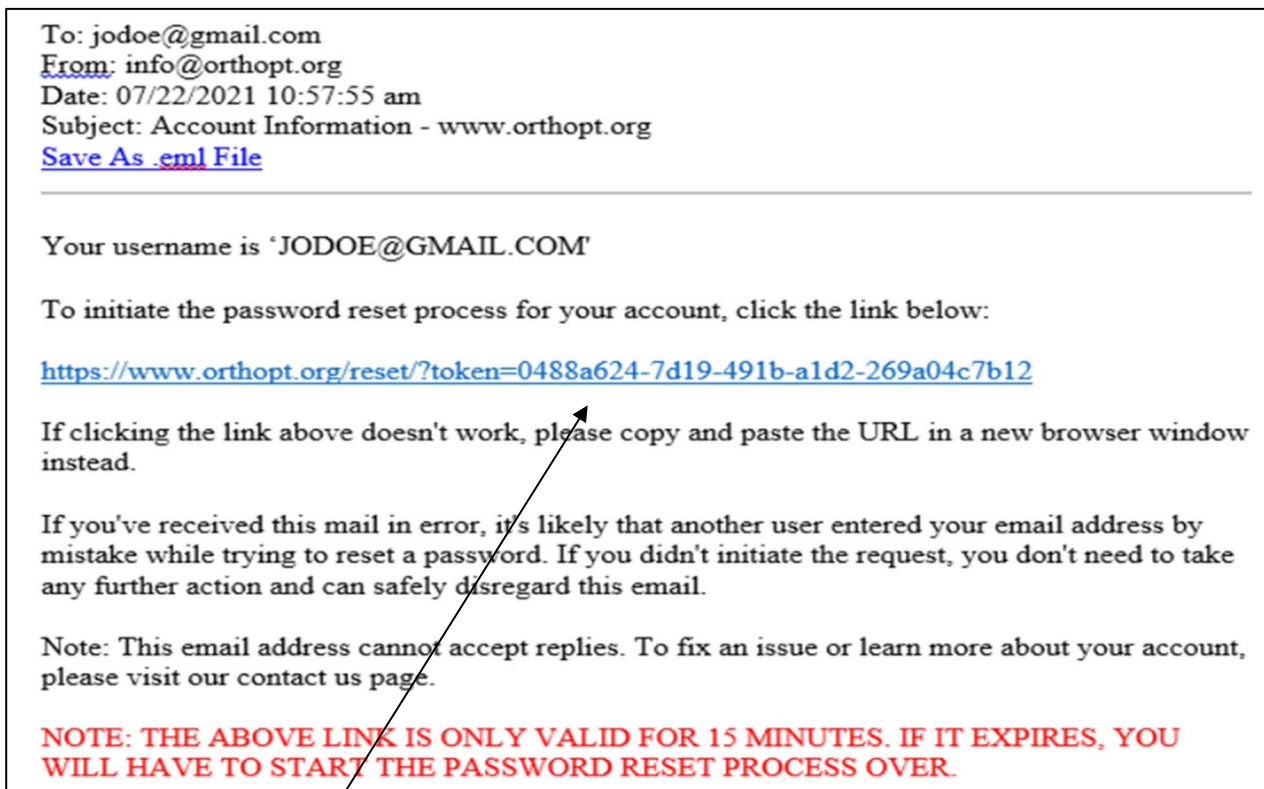 To: jodoe@gmail.com
From: info@orthopt.org
Date: 07/22/2021 10:57:55 am
Subject: Account Information - www.orthopt.org
Save As .eml File
Your username is ‘JODOE@GMAIL.COM'
To initiate the password reset process for your account, click the link below:
https://www.orthopt.org/reset/?token=0488a624-7d19-491b-a1d2-269a04c7b12
If clicking the link above doesn't work, please copy and paste the URL in a new browser window
instead.
If you've received this mail in error, it's likely that another user entered your email address by
mistake while trying to reset a password. If you didn't initiate the request, you don't need to take
any further action and can safely disregard this email.
Note: This email address cannot accept replies. To fix an issue or learn more about your account,
please visit our contact us page.
NOTE: THE ABOVE LINK IS ONLY VALID FOR 15 MINUTES. IF IT EXPIRES, YOU
WILL HAVE TO START THE PASSWORD RESET PROCESS OVER.